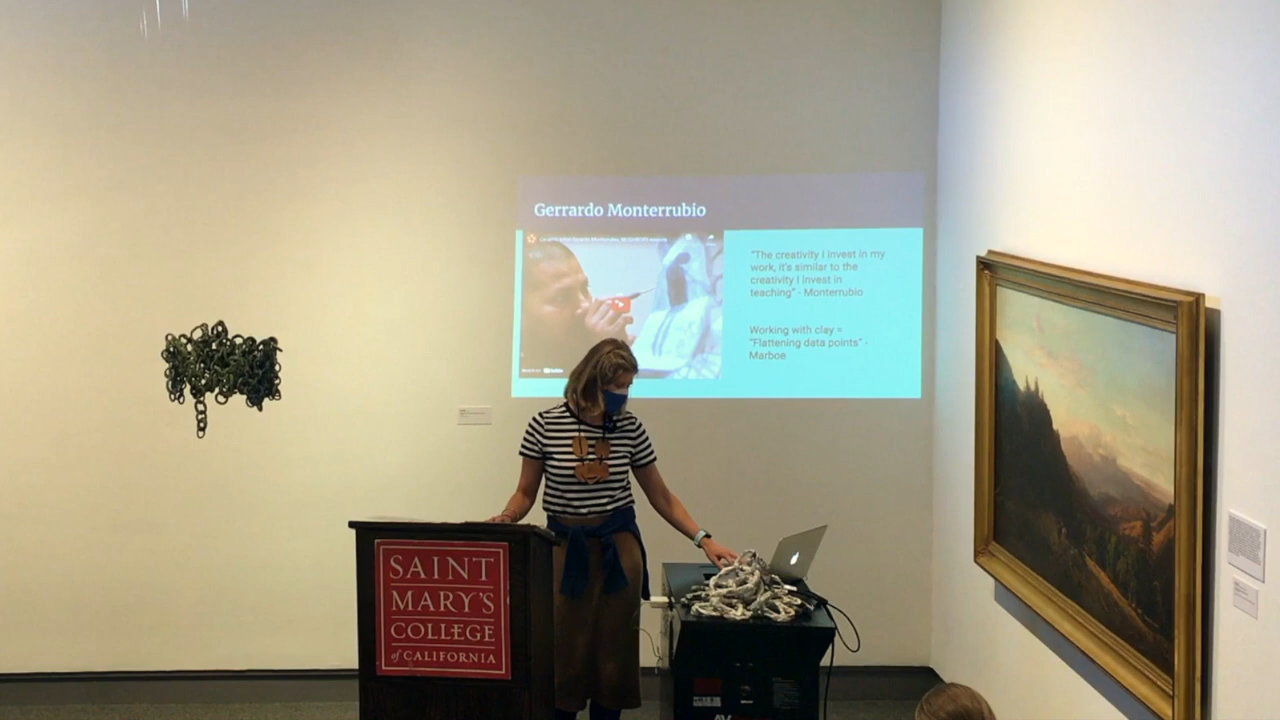 Gerrardo Monterrubio
"The creativity I invest in my
work, it's similar to the
creativity I invest in
teaching" - Monterrubio
Working with clay =
"Flattening data points" -
Marboe
SAINT
MARY'S
COLLEGE
of CALIFORNIA